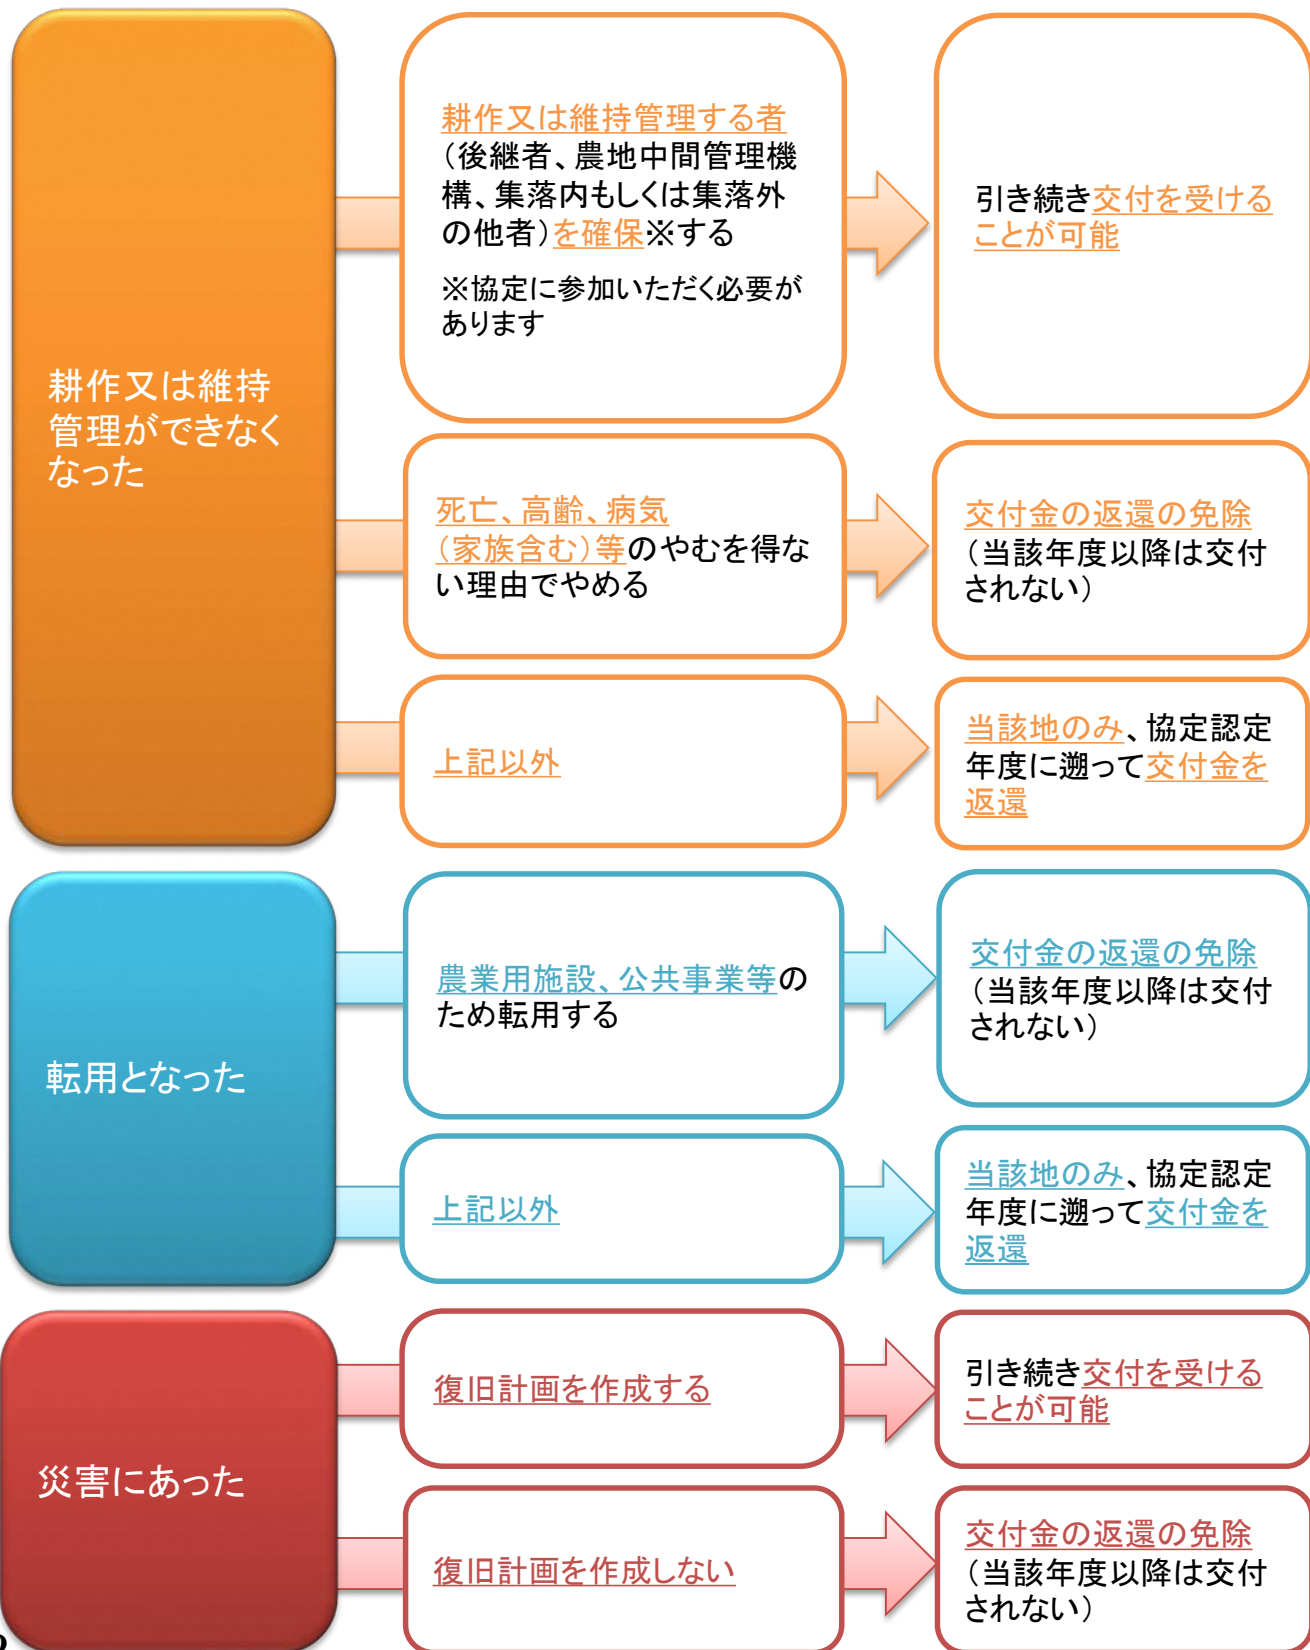 耕作又は維持
管理ができなく
なった
耕作又は維持管理する者
（後継者、農地中間管理機
構、集落内もしくは集落外
の他者）を確保※する
※協定に参加いただく必要が
あります
引き続き交付を受ける
ことが可能
死亡、高齢、病気
（家族含む）等のやむを得な
い理由でやめる
交付金の返還の免除
（当該年度以降は交付
されない）
上記以外
当該地のみ、協定認定
年度に遡って交付金を
返還
転用となった
農業用施設、公共事業等の
ため転用する
交付金の返還の免除
（当該年度以降は交付
されない）
上記以外
当該地のみ、協定認定
年度に遡って交付金を
返還
災害にあった
復旧計画を作成する
引き続き交付を受ける
ことが可能
復旧計画を作成しない
交付金の返還の免除
（当該年度以降は交付
されない）